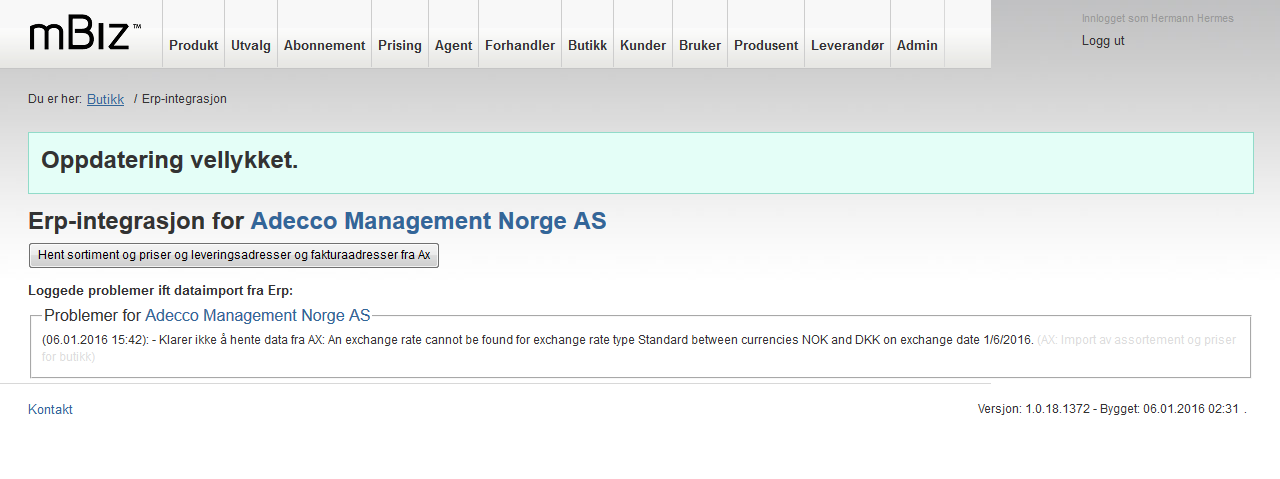 mBiz™
Produkt Utvalg Abonnement Prising Agent Forhandler Butikk Kunder Bruker Produsent Leverandør Admin
Innlogget som Hermann Hermes
Logg ut
Du er her: Butikk / Erp-integrasjon
Oppdatering vellykket.
Erp-integrasjon for Adecco Management Norge AS
Hent sortiment og priser og leveringsadresser og fakturaadresser fra Ax
Loggede problemer ift dataimport fra Erp:
Problemer for Adecco Management Norge AS
(06.01.2016 15:42): - Klarer ikke å hente data fra AX: An exchange rate cannot be found for exchange rate type Standard between currencies NOK and DKK on exchange date 1/6/2016. (AX: Import av assortement og priser
for butikk)
Kontakt
Versjon: 1.0.18.1372 - Bygget: 06.01.2016 02:31 .